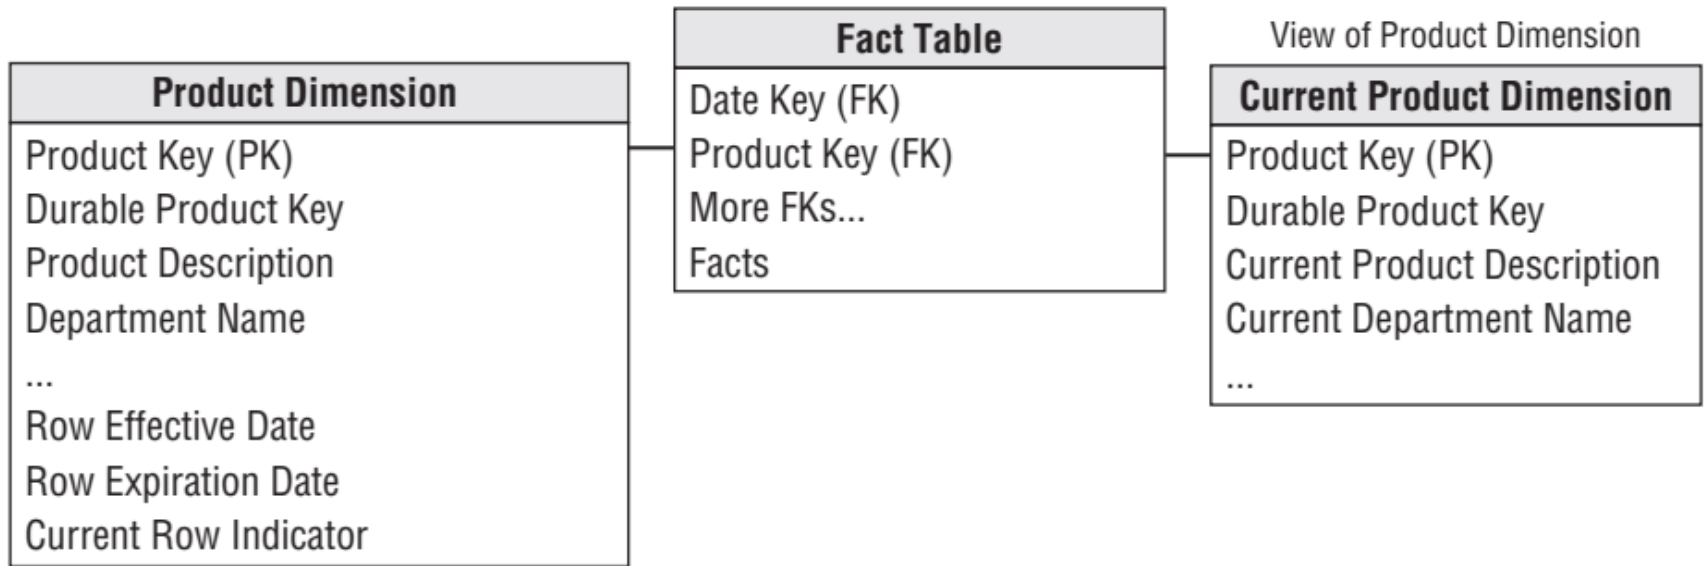 Product Dimension
Product Key (PK)
Durable Product Key
Product Description
Department Name
...
Row Effective Date
Row Expiration Date
Current Row Indicator
Fact Table
Date Key (FK)
Product Key (FK)
More FKs...
Facts
View of Product Dimension
Current Product Dimension
Product Key (PK)
Durable Product Key
Current Product Description
Current Department Name
...